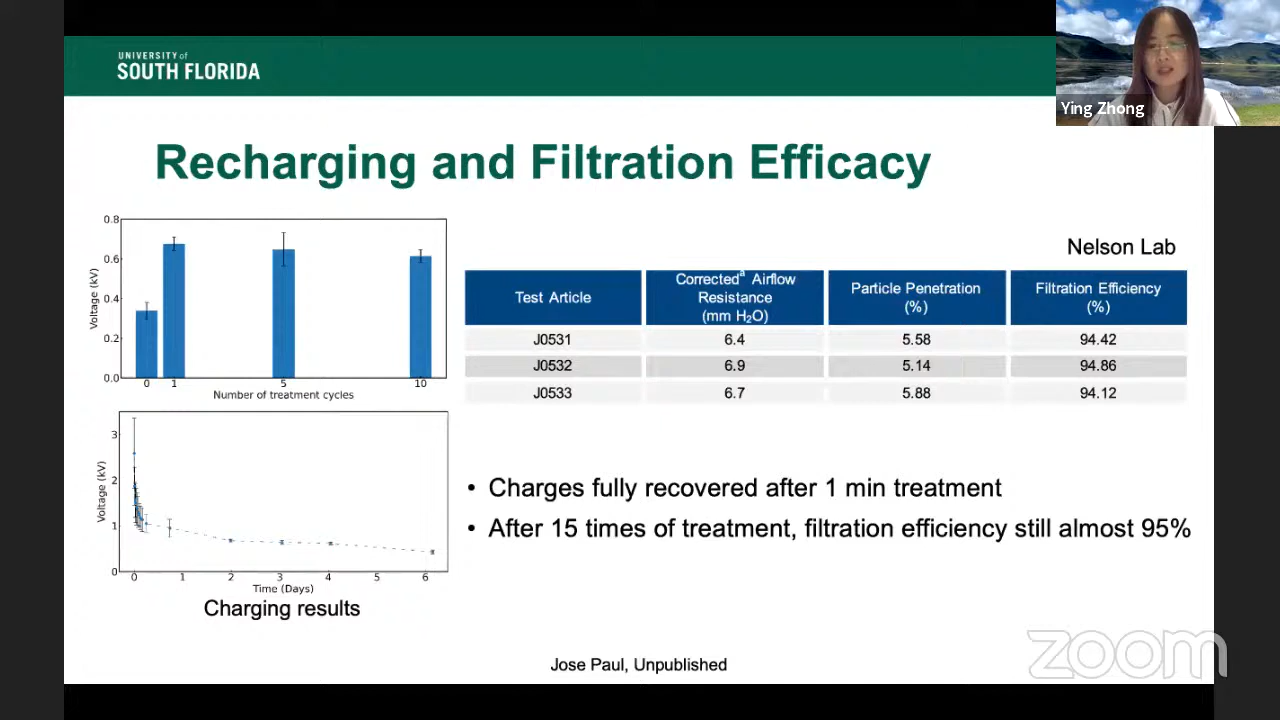 UNIVERSITY of
SOUTH FLORIDA
Ying Zhong
Recharging and Filtration Efficacy
0.8
0.6
0.4
0.2
0.0
Voltage (kV)
0 1 5 10
Number of treatment cycles
3
2
1
0
Voltage (kV)
0 1 2 3 4 5 6
Time (Days)
Charging results
Nelson Lab
Test Article
Correctedᵃ Airflow
Resistance
(mm H₂O)
Particle Penetration
(%)
Filtration Efficiency
(%)
J0531 6.4 5.58 94.42
J0532 6.9 5.14 94.86
J0533 6.7 5.88 94.12
• Charges fully recovered after 1 min treatment
• After 15 times of treatment, filtration efficiency still almost 95%
Jose Paul, Unpublished
zoom